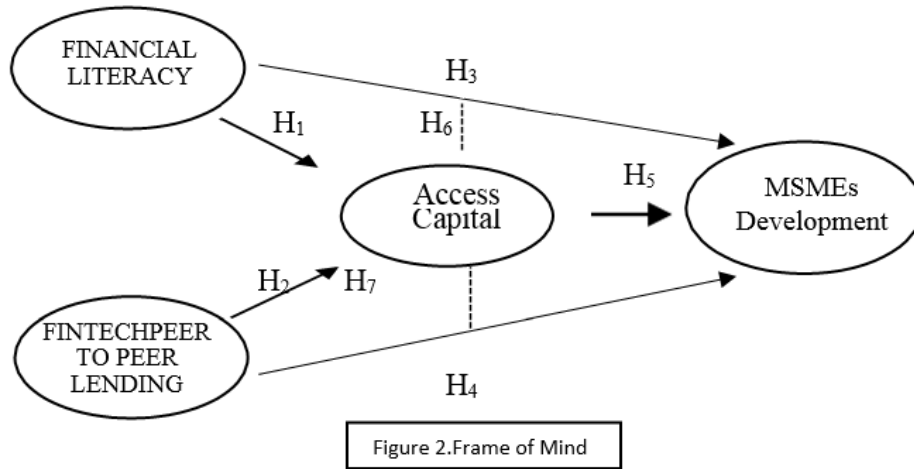 FINANCIAL
LITERACY
H3
H1
H6
Access
Capital
H5
MSMEs
Development
H2
H7
FINTECHPEER
TO PEER
LENDING
H4
Figure 2.Frame of Mind